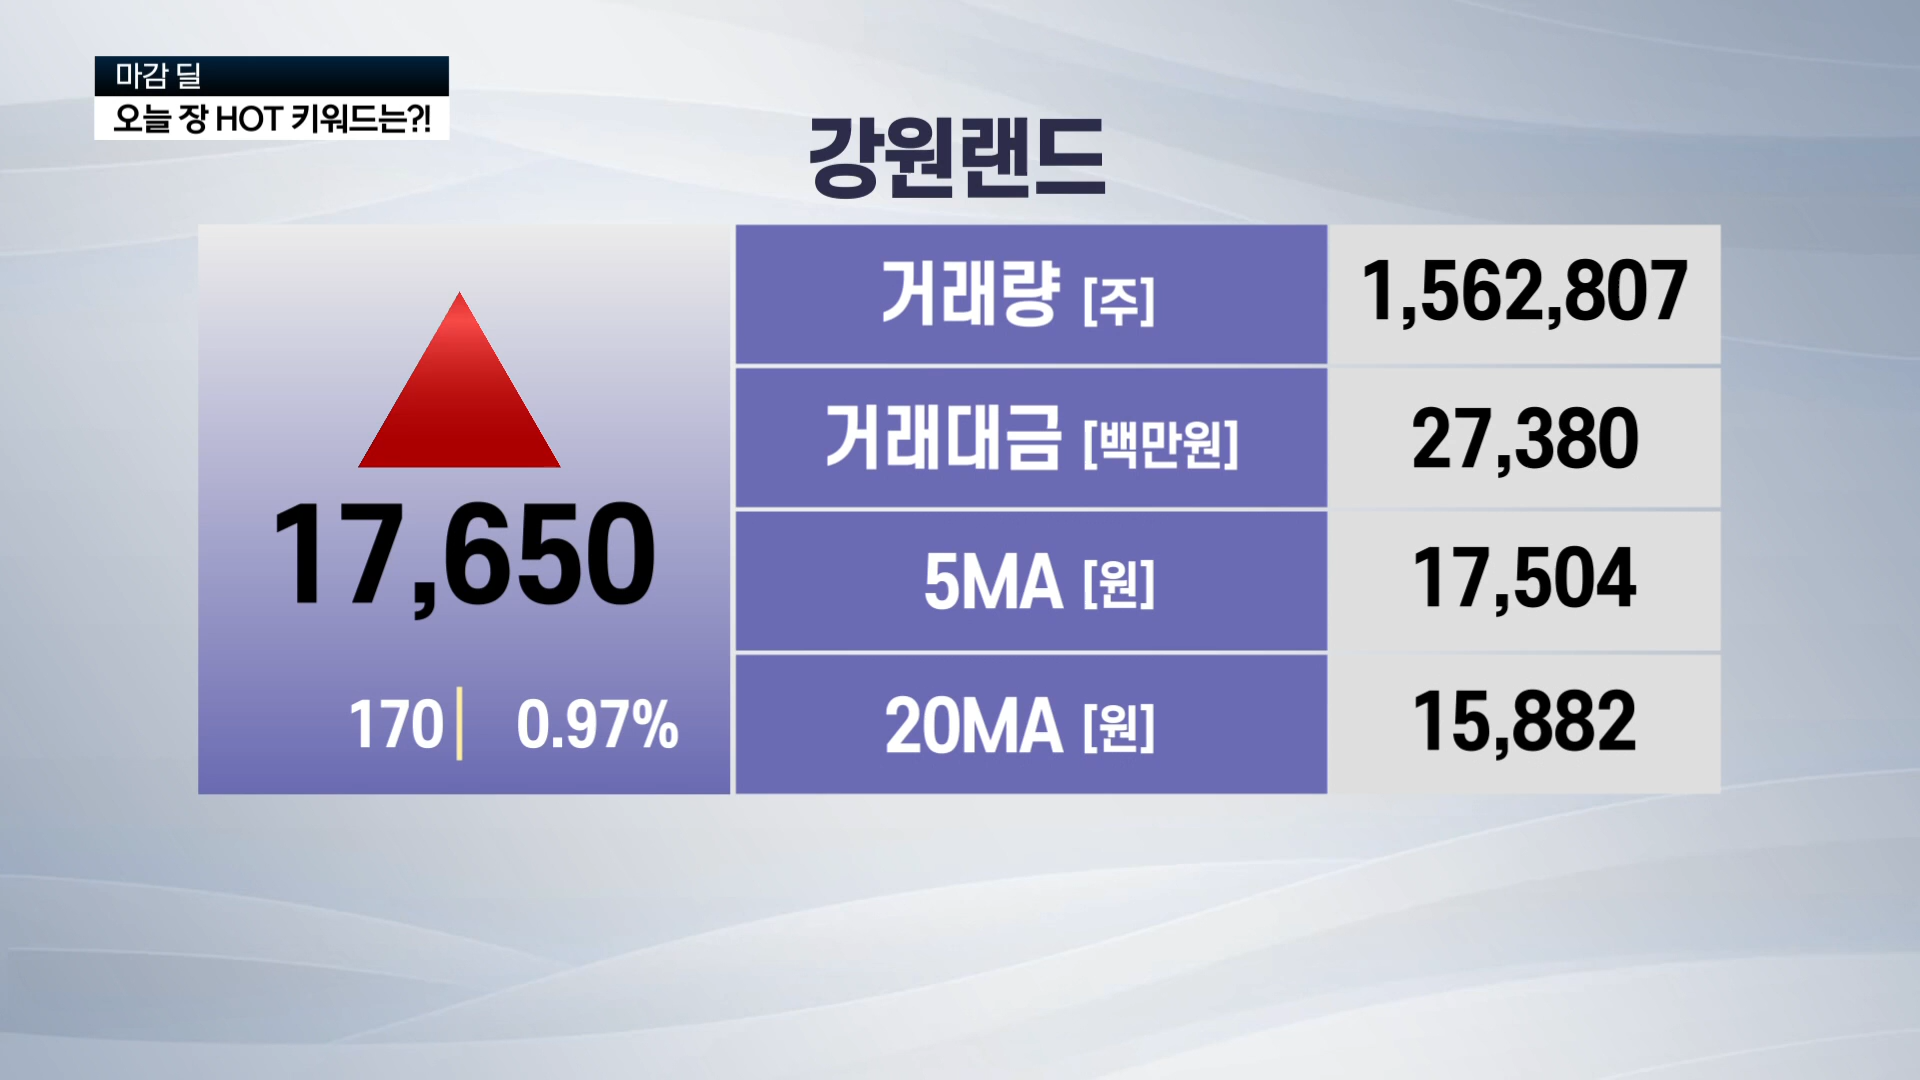 마감 딜
오늘 장 HOT 키워드는?!
강원랜드
17,650
170 0.97%
거래량 [주] 1,562,807
거래대금 [백만원] 27,380
5MA [원] 17,504
20MA [원] 15,882